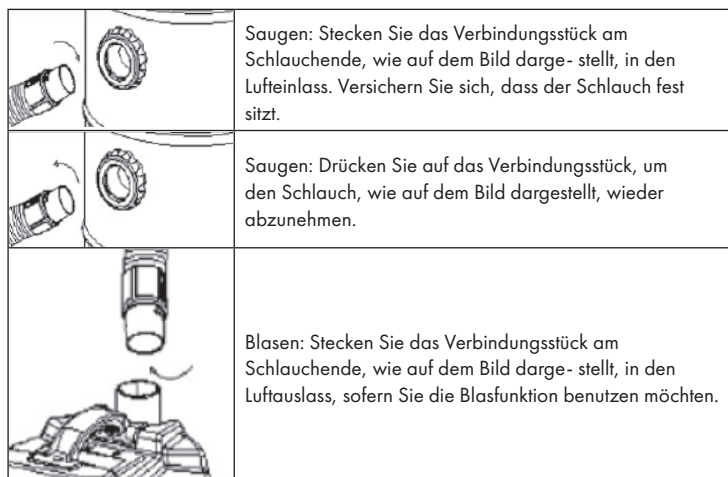 Saugen: Stecken Sie das Verbindungsstück am
Schlauchende, wie auf dem Bild darge- stellt, in den
Lufteinlass. Versichern Sie sich, dass der Schlauch fest
sitzt.
Saugen: Drücken Sie auf das Verbindungsstück, um
den Schlauch, wie auf dem Bild dargestellt, wieder
abzunehmen.
Blasen: Stecken Sie das Verbindungsstück am
Schlauchende, wie auf dem Bild darge- stellt, in den
Luftauslass, sofern Sie die Blasfunktion benutzen möchten.